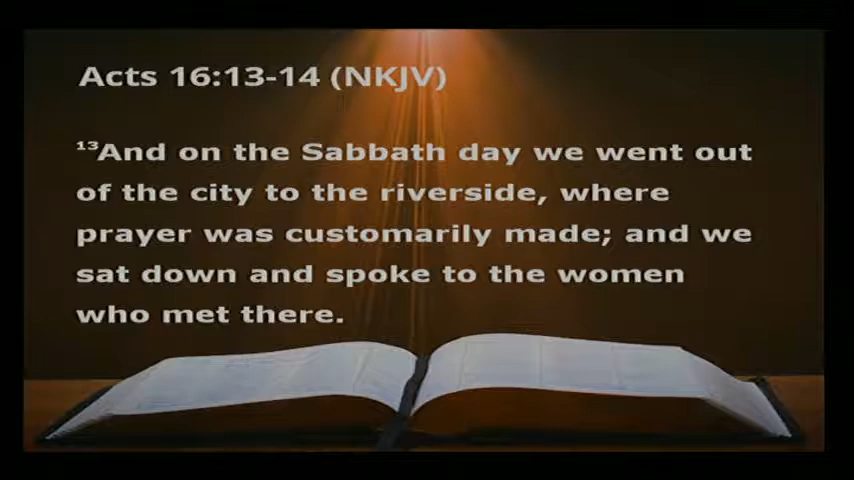 Acts 16:13-14 (NKJV)
¹³And on the Sabbath day we went out
of the city to the riverside, where
prayer was customarily made; and we
sat down and spoke to the women
who met there.